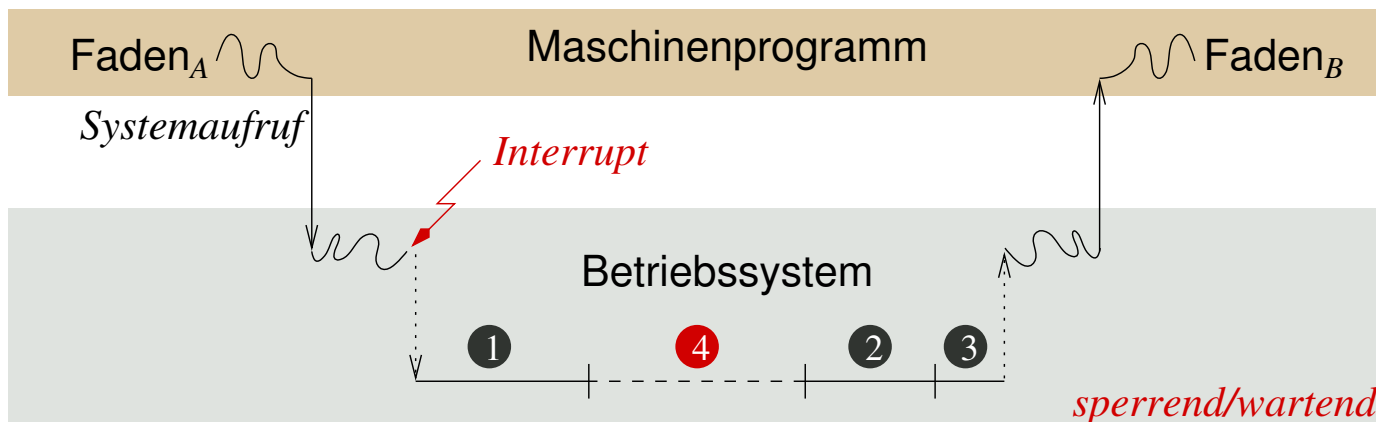 Faden_A Maschinenprogramm Faden_B
Systemaufruf
Interrupt
Betriebssystem
1 4 2 3
sperrend/wartend